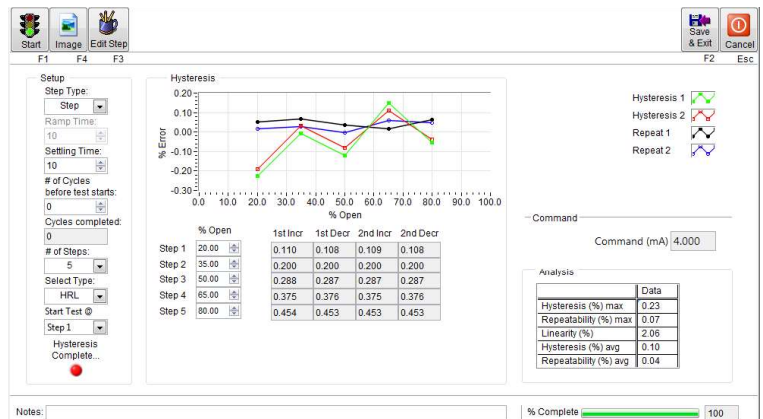 Start Image Edit Step Save & Exit Cancel
F1 F4 F3 F2 Esc
Setup
Step Type:
Step
Ramp Time:
10
Settling Time:
10
# of Cycles
before test starts:
0
Cycles completed:
0
# of Steps:
5
Select Type:
HRL
Start Test @
Step 1
Hysteresis
Complete...
Hysteresis
% Error
0.20
0.10
0.00
-0.10
-0.20
-0.30
0.0 10.0 20.0 30.0 40.0 50.0 60.0 70.0 80.0 90.0 100.0
% Open
% Open 1st Incr 1st Decr 2nd Incr 2nd Decr
Step 1 20.00 0.110 0.108 0.109 0.108
Step 2 35.00 0.200 0.200 0.200 0.200
Step 3 50.00 0.288 0.287 0.287 0.287
Step 4 65.00 0.375 0.376 0.375 0.376
Step 5 80.00 0.454 0.453 0.453 0.453
Hysteresis 1
Hysteresis 2
Repeat 1
Repeat 2
Command
Command (mA) 4.000
Analysis
Data
Hysteresis (%) max 0.23
Repeatability (%) max 0.07
Linearity (%) 2.06
Hysteresis (%) avg 0.10
Repeatability (%) avg 0.04
Notes:
% Complete 100